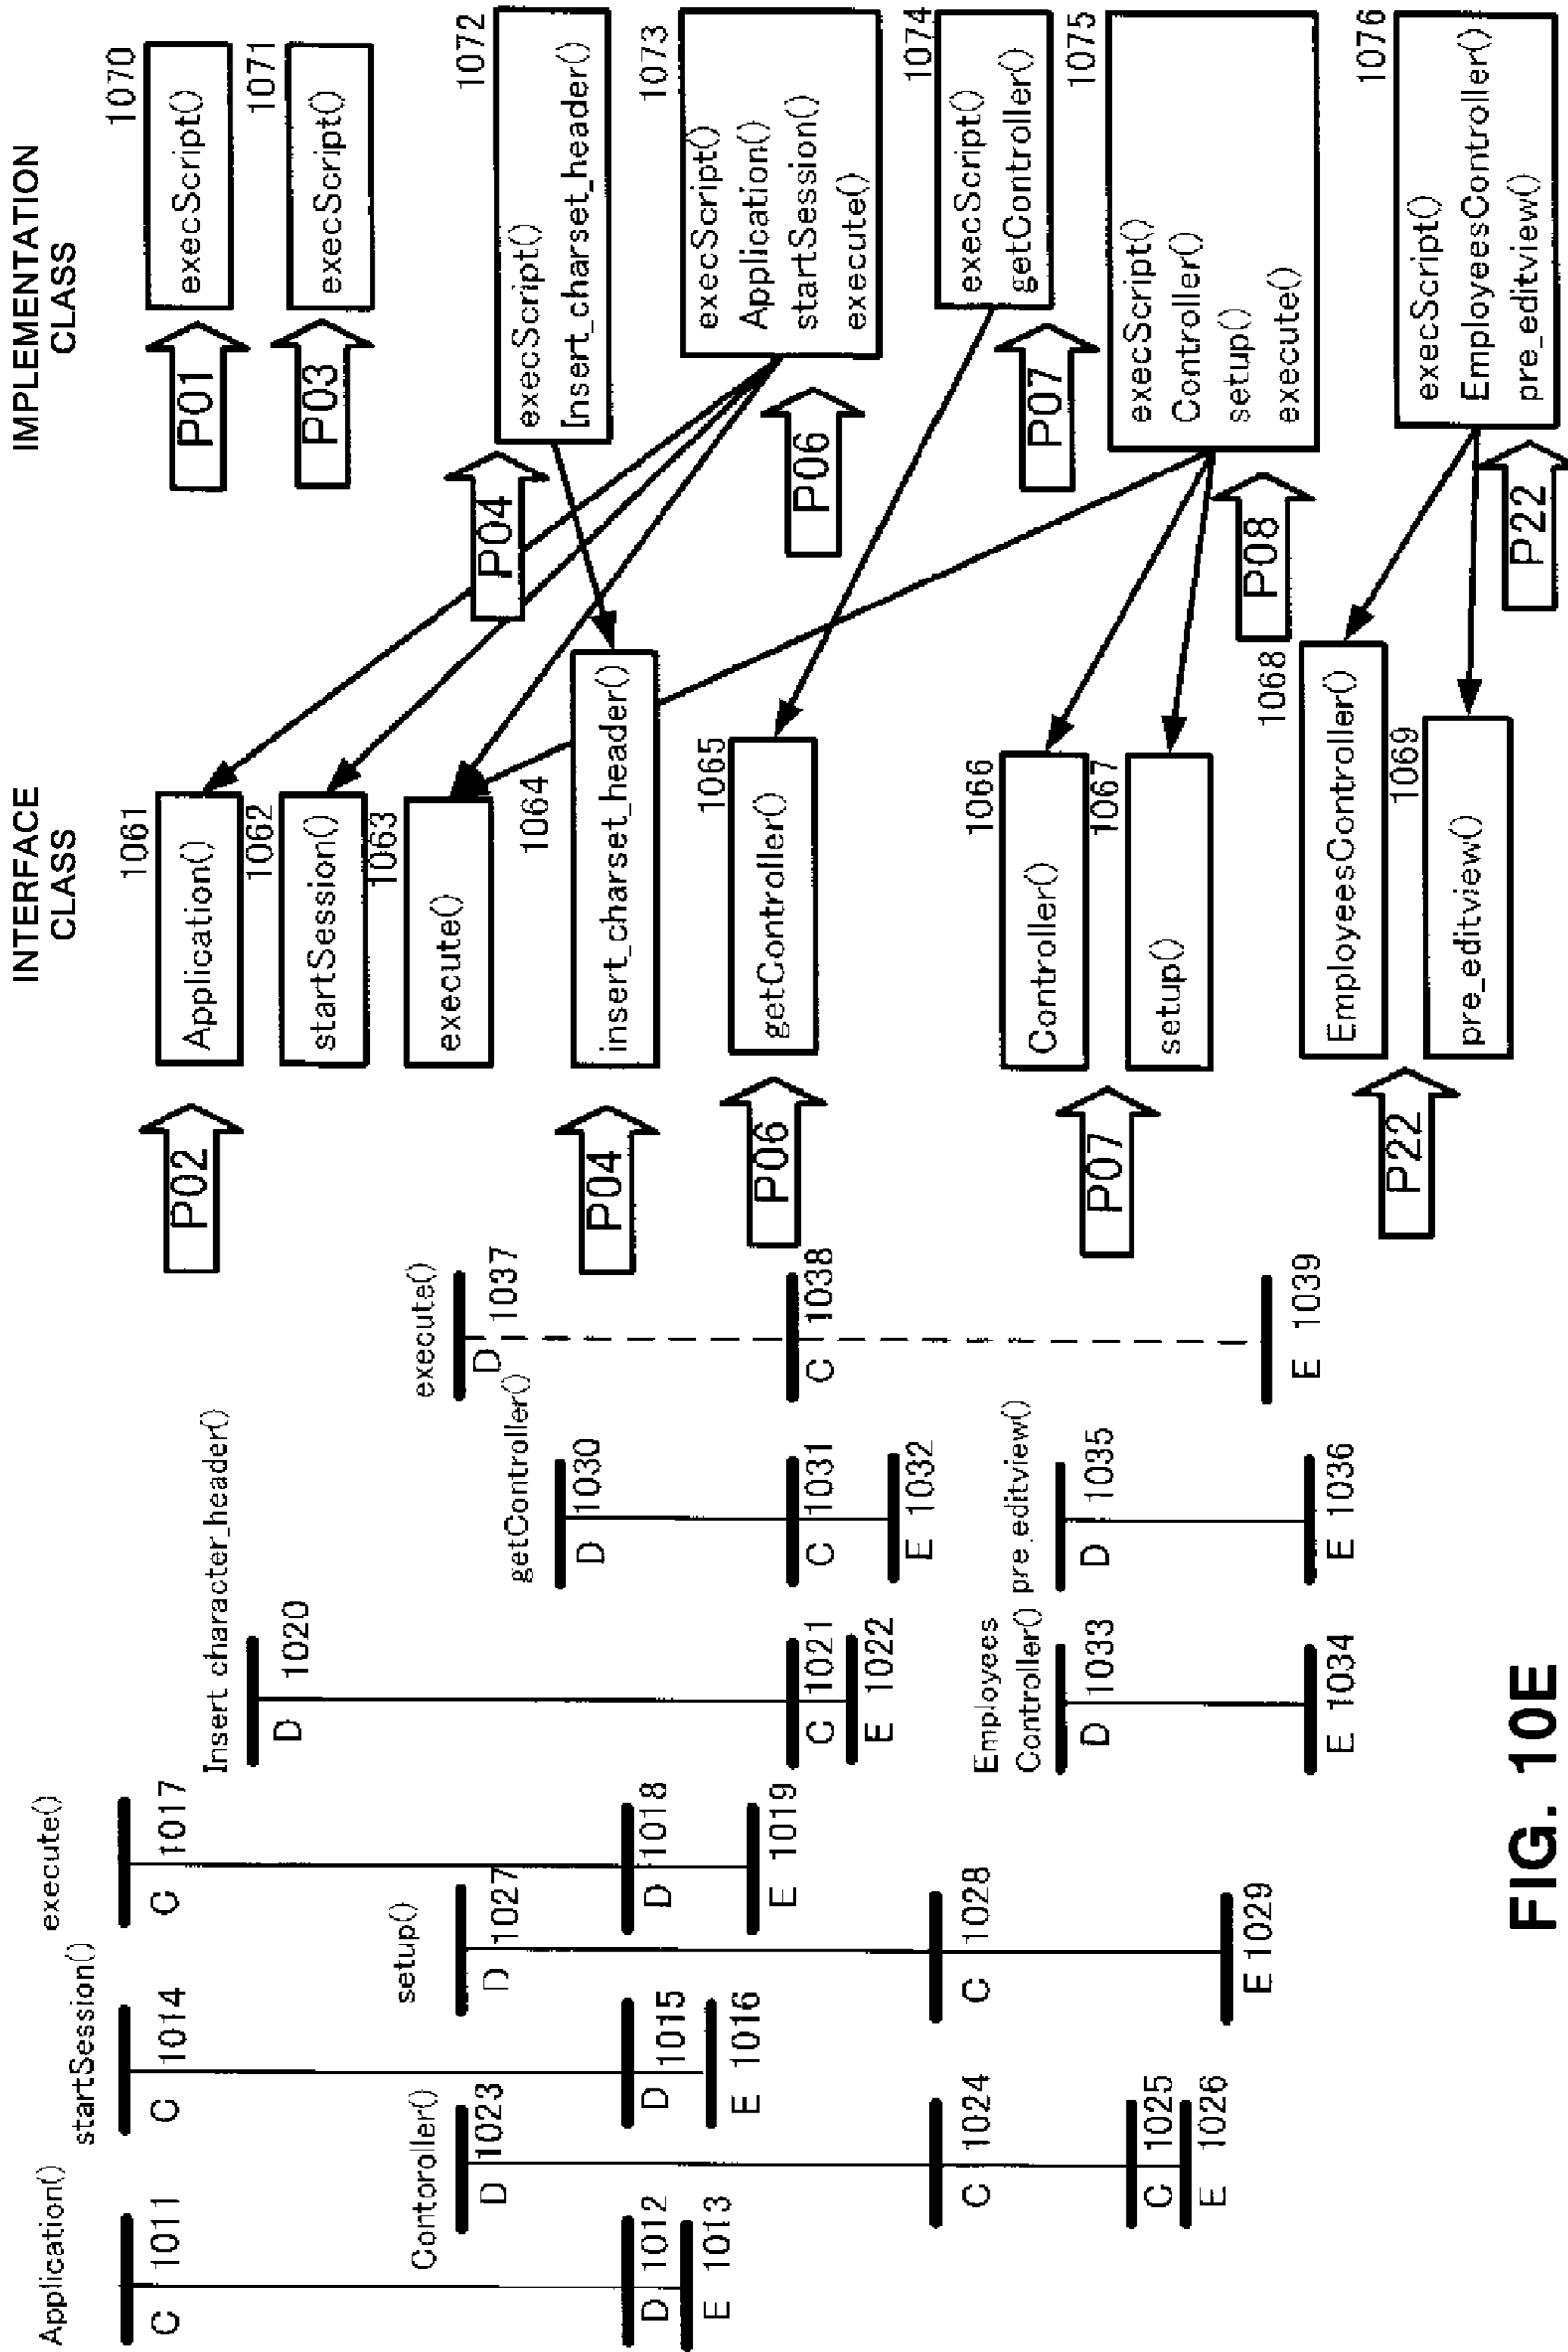 Application()
C 1011
D 1012
E 1013
startSession()
C 1014
D 1015
E 1016
execute()
C 1017
D 1018
E 1019
Contoroller()
D 1023
C 1024
C 1025
E 1026
setup()
D 1027
C 1028
E 1029
Insert character_header()
D 1020
C 1021
E 1022
getController()
D 1030
C 1031
E 1032
execute()
D 1037
C 1038
E 1039
Employees
Controller()
D 1033
E 1034
pre_editview()
D 1035
E 1036
INTERFACE
CLASS
P02
1061
Application()
1062
startSession()
1063
execute()
P04
1064
insert_charset_header()
P06
1065
getController()
P07
1066
Controller()
1067
setup()
P22
1068
EmployeesController()
1069
pre_editview()
IMPLEMENTATION
CLASS
P01
1070
execScript()
P03
1071
execScript()
P04
1072
execScript()
Insert_charset_header()
P06
1073
execScript()
Application()
startSession()
execute()
P07
1074
execScript()
getController()
P08
1075
execScript()
Controller()
setup()
execute()
P22
1076
execScript()
EmployeesController()
pre_editview()
FIG. 10E